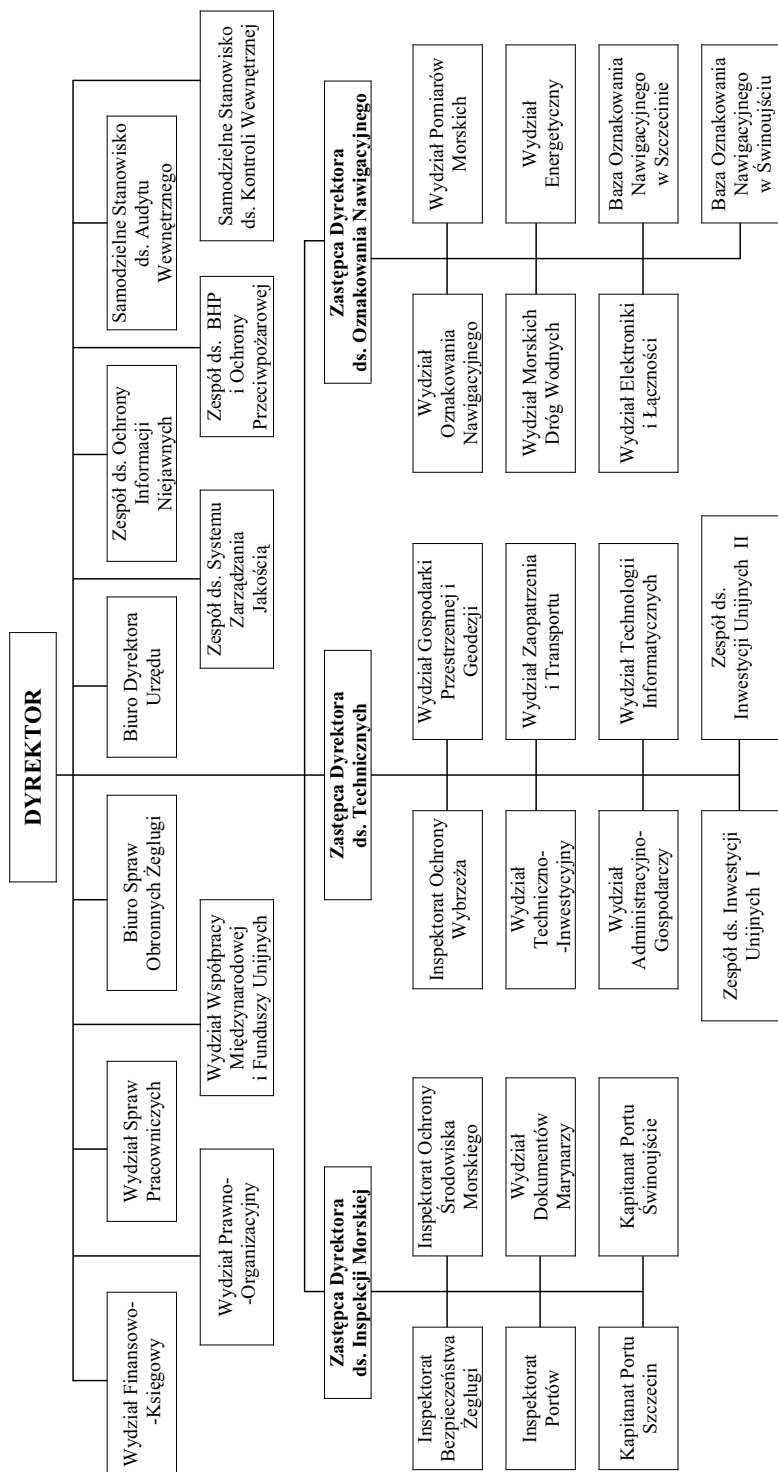 DYREKTOR
Wydział Finansowo-
-Księgowy
Wydział Spraw
Pracowniczych
Biuro Spraw
Obronnych Żeglugi
Biuro Dyrektora
Urzędu
Zespół ds. Ochrony
Informacji
Niejawnych
Samodzielne Stanowisko
ds. Audytu
Wewnętrznego
Wydział Prawno-
-Organizacyjny
Wydział Współpracy
Międzynarodowej
i Funduszy Unijnych
Zespół ds. Systemu
Zarządzania
Jakością
Zespół ds. BHP
i Ochrony
Przeciwpożarowej
Samodzielne Stanowisko
ds. Kontroli Wewnętrznej
Zastępca Dyrektora
ds. Inspekcji Morskiej
Inspektorat
Bezpieczeństwa
Żeglugi
Inspektorat Ochrony
Środowiska
Morskiego
Inspektorat
Portów
Wydział
Dokumentów
Marynarzy
Kapitanat Portu
Szczecin
Kapitanat Portu
Świnoujście
Zastępca Dyrektora
ds. Technicznych
Inspektorat Ochrony
Wybrzeża
Wydział Gospodarki
Przestrzennej i
Geodezji
Wydział
Techniczno-
-Inwestycyjny
Wydział Zaopatrzenia
i Transportu
Wydział
Administracyjno-
Gospodarczy
Wydział Technologii
Informatycznych
Zespół ds. Inwestycji
Unijnych I
Zespół ds.
Inwestycji Unijnych II
Zastępca Dyrektora
ds. Oznakowania Nawigacyjnego
Wydział
Oznakowania
Nawigacyjnego
Wydział Pomiarów
Morskich
Wydział Morskich
Dróg Wodnych
Wydział
Energetyczny
Wydział Elektroniki
i Łączności
Baza Oznakowania
Nawigacyjnego
w Szczecinie
Baza Oznakowania
Nawigacyjnego
w Świnoujściu